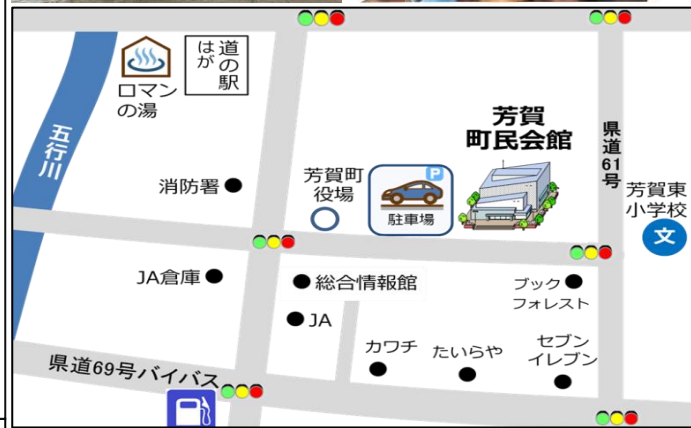 道の駅
はが
ロマン
の湯
五行川
消防署
芳賀町
役場
P
駐車場
芳賀
町民会館
県道61号
芳賀東
小学校
文
JA倉庫
総合情報館
JA
ブック
フォレスト
カワチ
たいらや
セブン
イレブン
県道69号バイパス